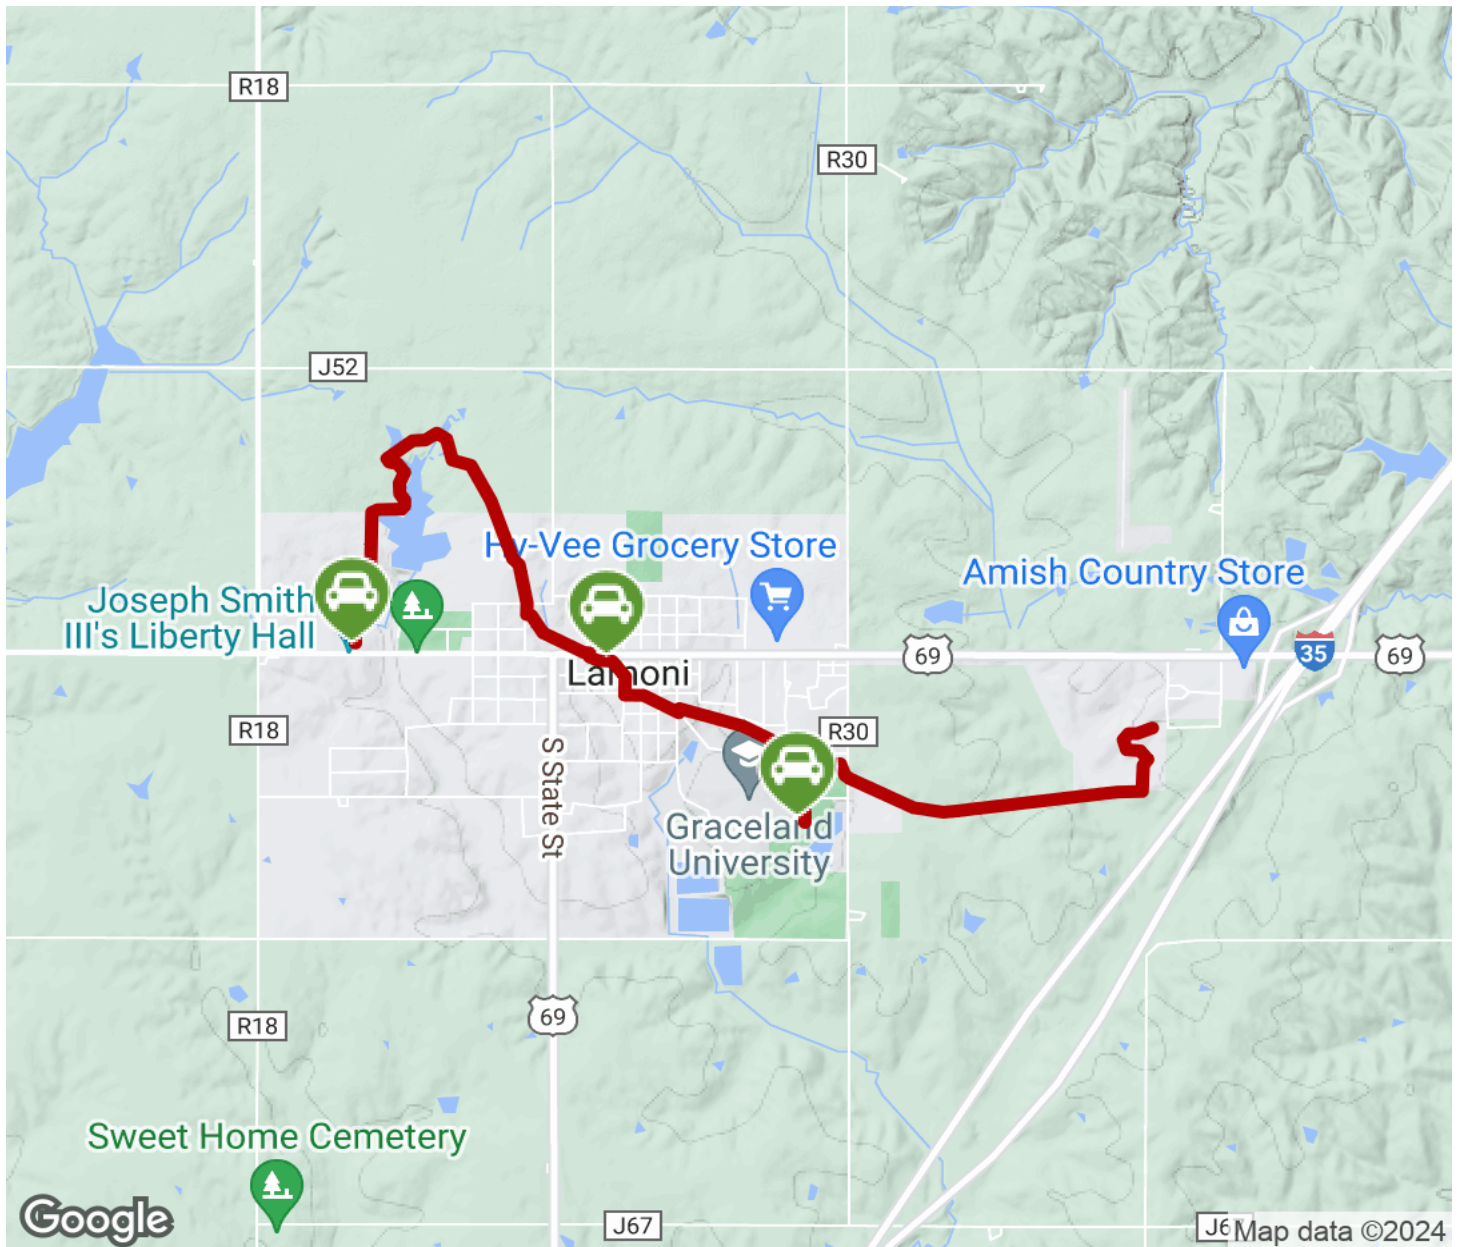 R18
R30
J52
Hy-Vee Grocery Store
Amish Country Store
Joseph Smith
III's Liberty Hall
69
35
69
Lamoni
R18
R30
S State St
Graceland
University
69
R18
Sweet Home Cemetery
Google
J67
Map data ©2024